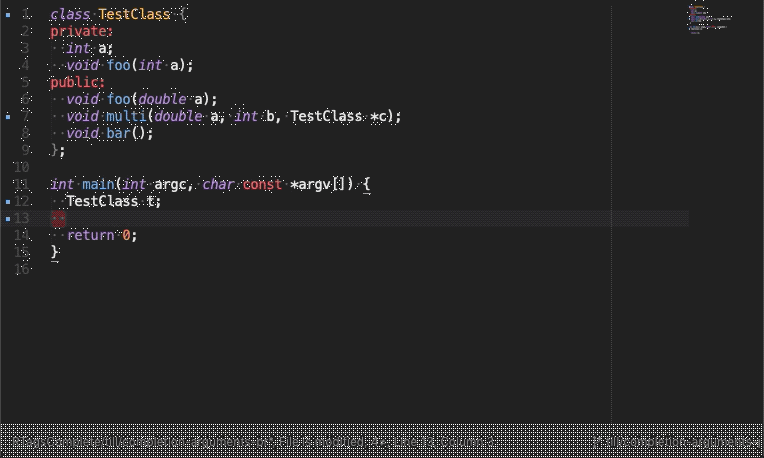 1 class TestClass {
2 private:
3 int a;
4 void foo(int a);
5 public:
6 void foo(double a);
7 void multi(double a, int b, TestClass *c);
8 void bar();
9 };
10
11 int main(int argc, char const *argv[]) {
12 TestClass t;
13
14 return 0;
15 }
16